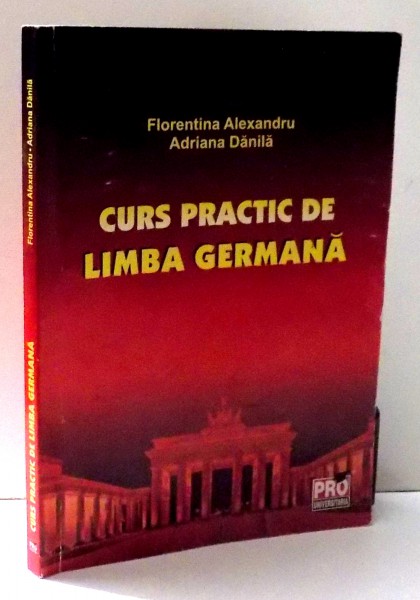 Florentina Alexandru
Adriana Dănilă
CURS PRACTIC DE
LIMBA GERMANĂ
PRO
UNIVERSITARIA
Florentina Alexandru • Adriana Dănilă
CURS PRACTIC DE LIMBA GERMANĂ